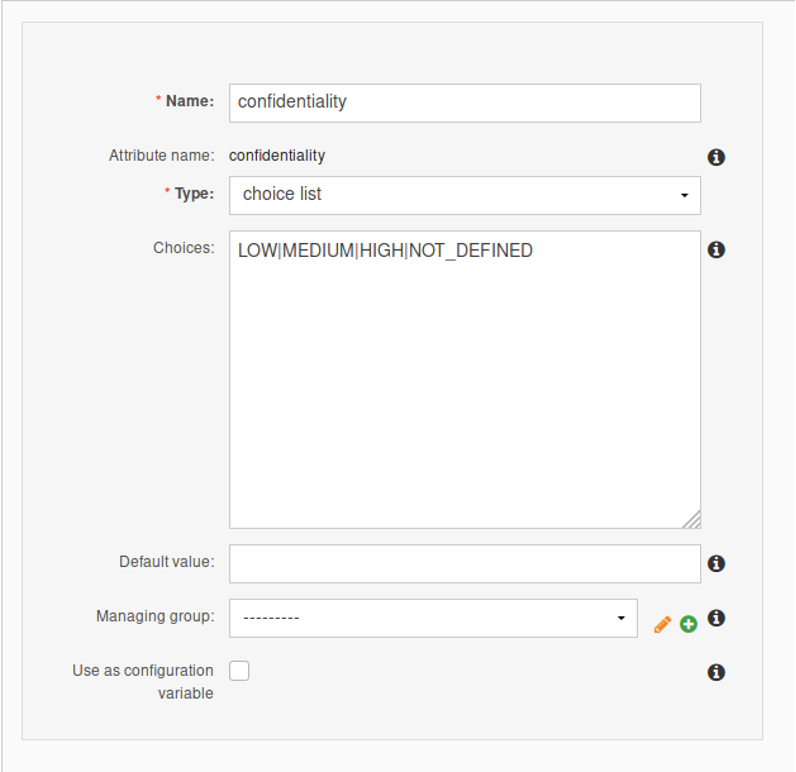 * Name: confidentiality
Attribute name: confidentiality
* Type: choice list
Choices: LOW|MEDIUM|HIGH|NOT_DEFINED
Default value:
Managing group: ---------
Use as configuration
variable